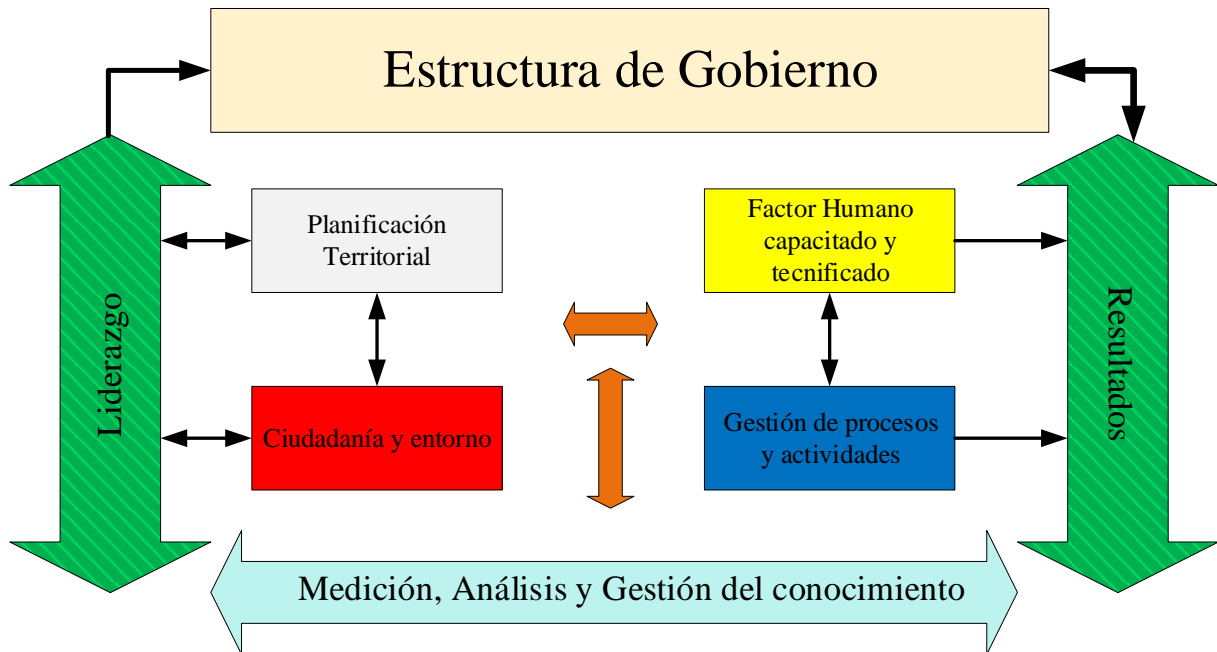 Estructura de Gobierno
Liderazgo
Planificación
Territorial
Ciudadanía y entorno
Factor Humano
capacitado y
tecnificado
Gestión de procesos
y actividades
Resultados
Medición, Análisis y Gestión del conocimiento